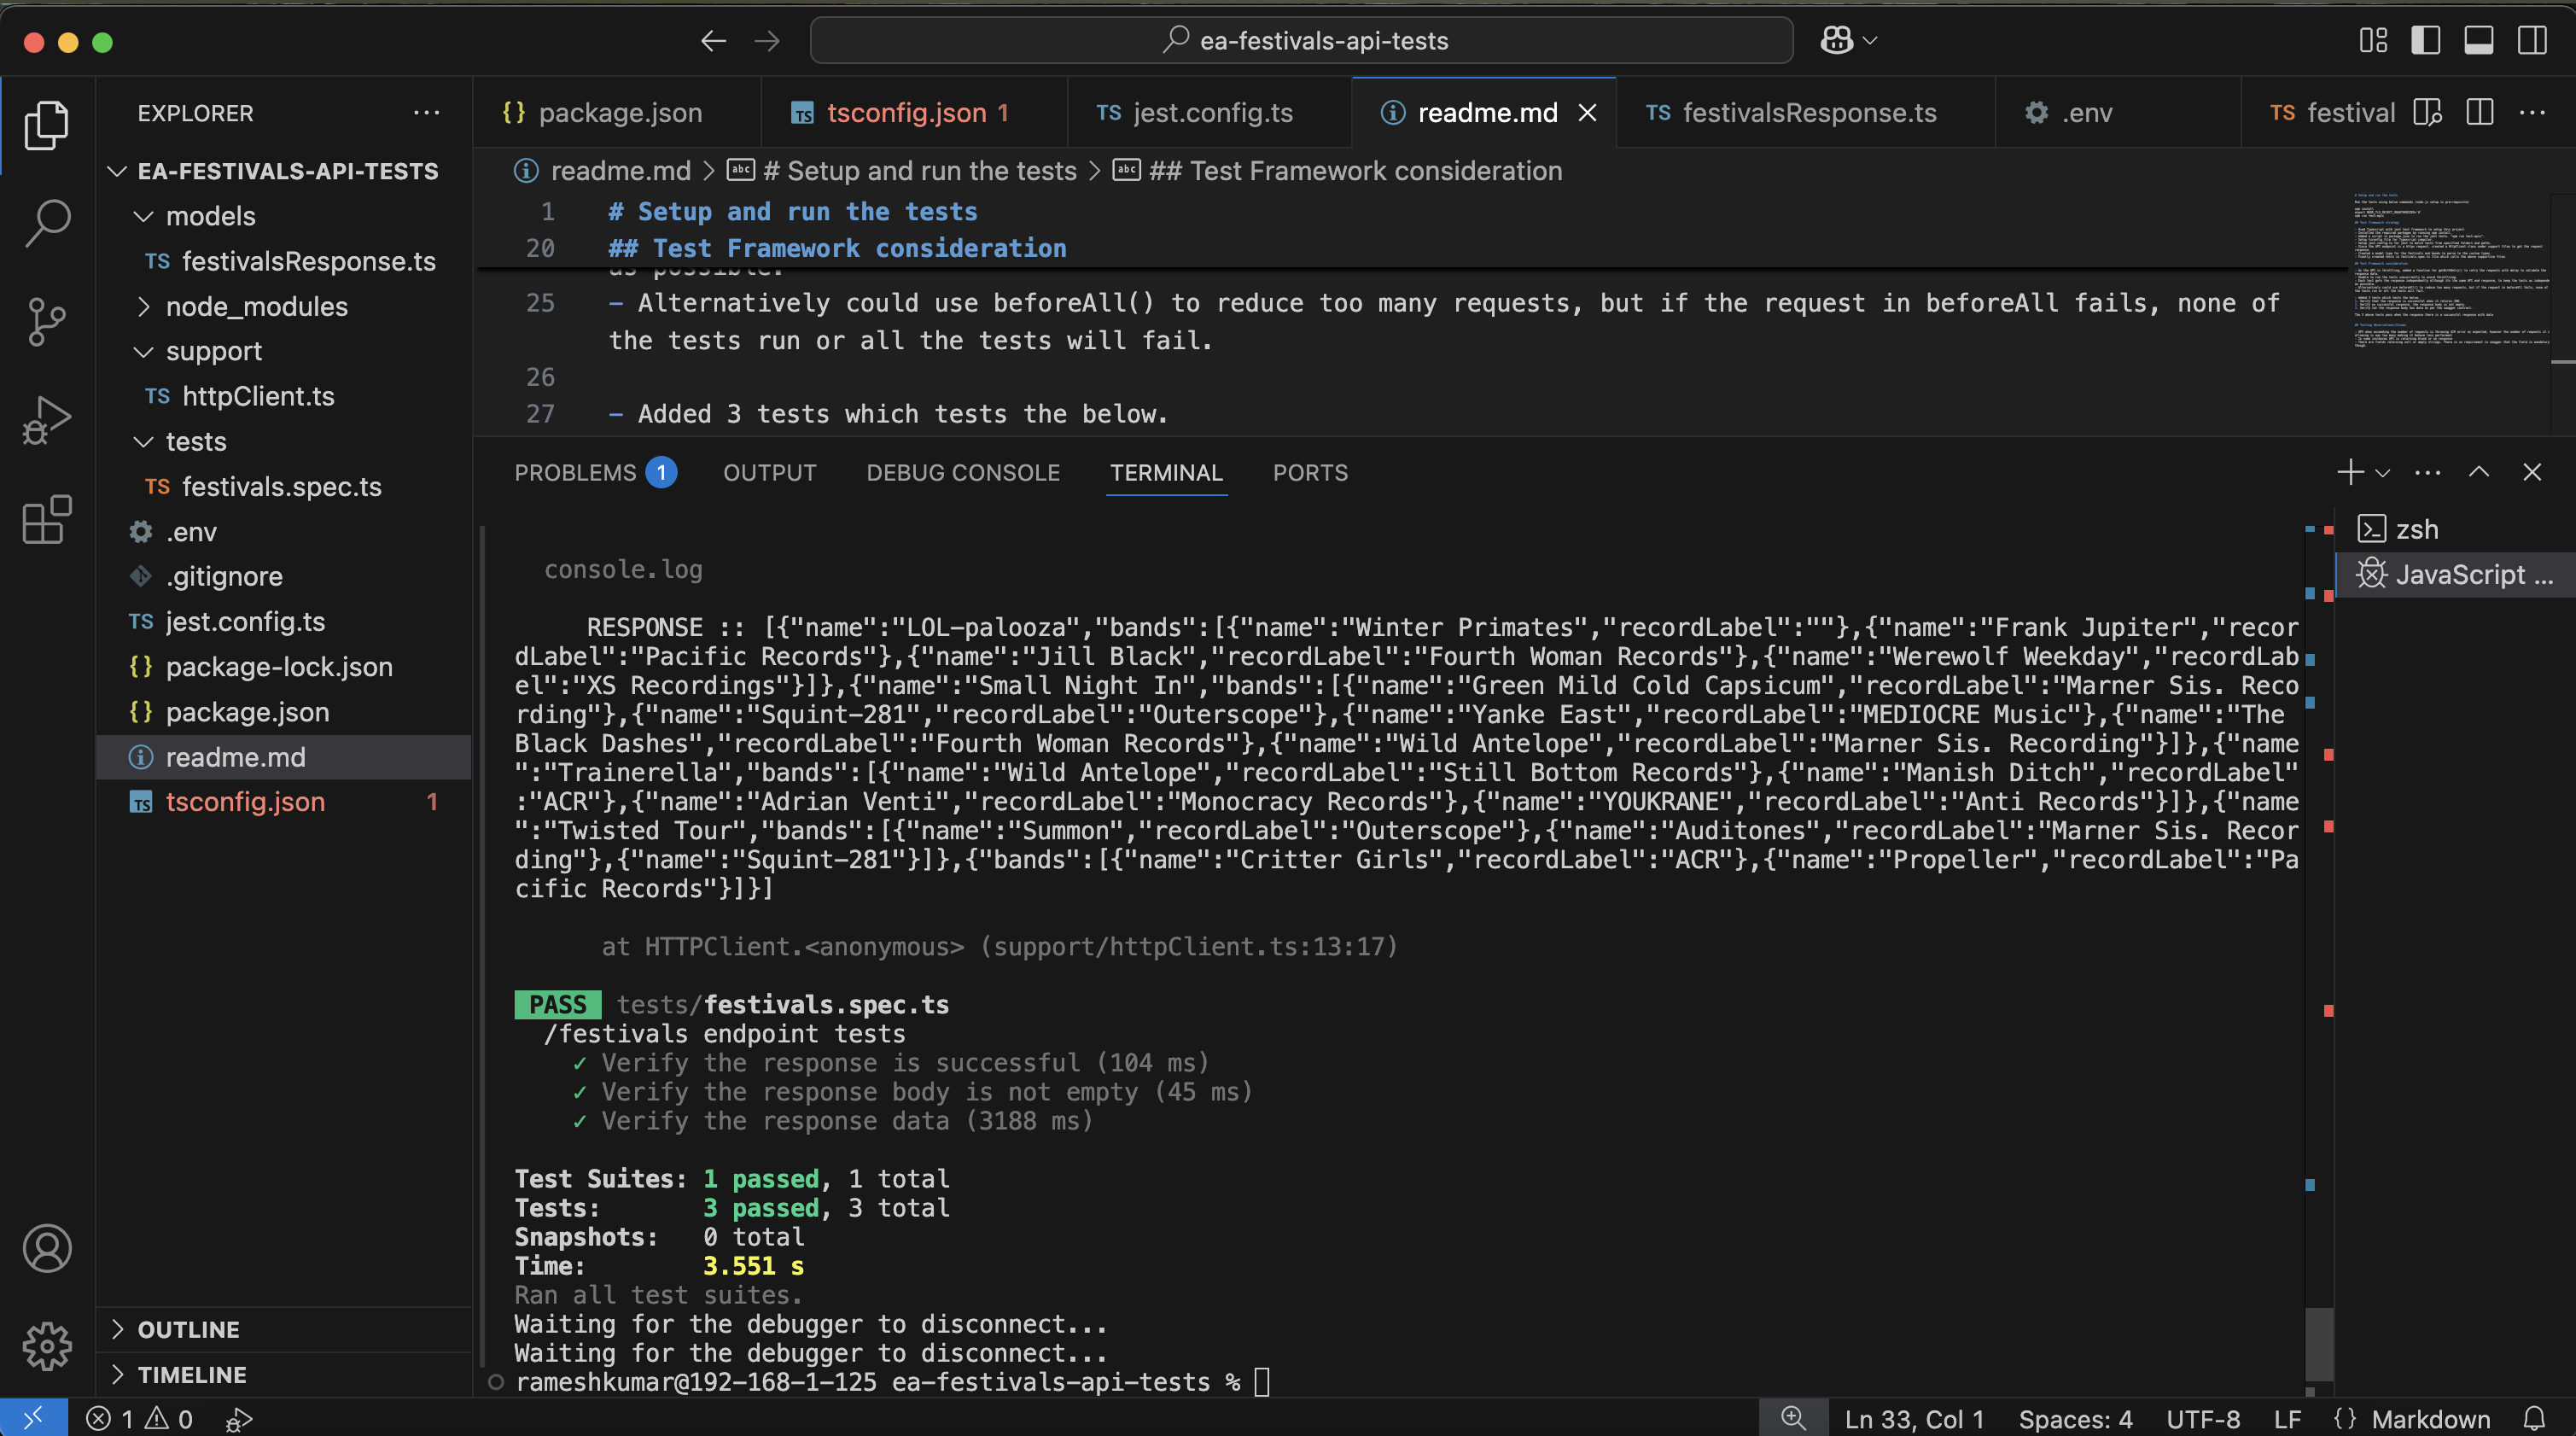 ea-festivals-api-tests
EXPLORER
EA-FESTIVALS-API-TESTS
models
TS festivalsResponse.ts
node_modules
support
TS httpClient.ts
tests
TS festivals.spec.ts
.env
.gitignore
TS jest.config.ts
{} package-lock.json
{} package.json
readme.md
TS tsconfig.json 1
OUTLINE
TIMELINE
{} package.json
TS tsconfig.json 1
TS jest.config.ts
readme.md
TS festivalsResponse.ts
.env
TS festival
readme.md > abc # Setup and run the tests > abc ## Test Framework consideration
1 # Setup and run the tests
20 ## Test Framework consideration
as possible.
25 - Alternatively could use beforeAll() to reduce too many requests, but if the request in beforeAll fails, none of
the tests run or all the tests will fail.
26
27 - Added 3 tests which tests the below.
PROBLEMS 1 OUTPUT DEBUG CONSOLE TERMINAL PORTS
zsh
JavaScript ...
console.log
RESPONSE :: [{"name":"LOL-palooza","bands":[{"name":"Winter Primates","recordLabel":""},{"name":"Frank Jupiter","recor
dLabel":"Pacific Records"},{"name":"Jill Black","recordLabel":"Fourth Woman Records"},{"name":"Werewolf Weekday","recordLab
el":"XS Recordings"}]},{"name":"Small Night In","bands":[{"name":"Green Mild Cold Capsicum","recordLabel":"Marner Sis. Reco
rding"},{"name":"Squint-281","recordLabel":"Outerscope"},{"name":"Yanke East","recordLabel":"MEDIOCRE Music"},{"name":"The
Black Dashes","recordLabel":"Fourth Woman Records"},{"name":"Wild Antelope","recordLabel":"Marner Sis. Recording"}]},{"name
":"Trainerella","bands":[{"name":"Wild Antelope","recordLabel":"Still Bottom Records"},{"name":"Manish Ditch","recordLabel"
:"ACR"},{"name":"Adrian Venti","recordLabel":"Monocracy Records"},{"name":"YOUKRANE","recordLabel":"Anti Records"}]},{"name
":"Twisted Tour","bands":[{"name":"Summon","recordLabel":"Outerscope"},{"name":"Auditones","recordLabel":"Marner Sis. Recor
ding"},{"name":"Squint-281"}]},{"bands":[{"name":"Critter Girls","recordLabel":"ACR"},{"name":"Propeller","recordLabel":"Pa
cific Records"}]}]
at HTTPClient.<anonymous> (support/httpClient.ts:13:17)
PASS tests/festivals.spec.ts
/festivals endpoint tests
✓ Verify the response is successful (104 ms)
✓ Verify the response body is not empty (45 ms)
✓ Verify the response data (3188 ms)
Test Suites: 1 passed, 1 total
Tests: 3 passed, 3 total
Snapshots: 0 total
Time: 3.551 s
Ran all test suites.
Waiting for the debugger to disconnect...
Waiting for the debugger to disconnect...
rameshkumar@192-168-1-125 ea-festivals-api-tests %
1 0
Ln 33, Col 1 Spaces: 4 UTF-8 LF {} Markdown